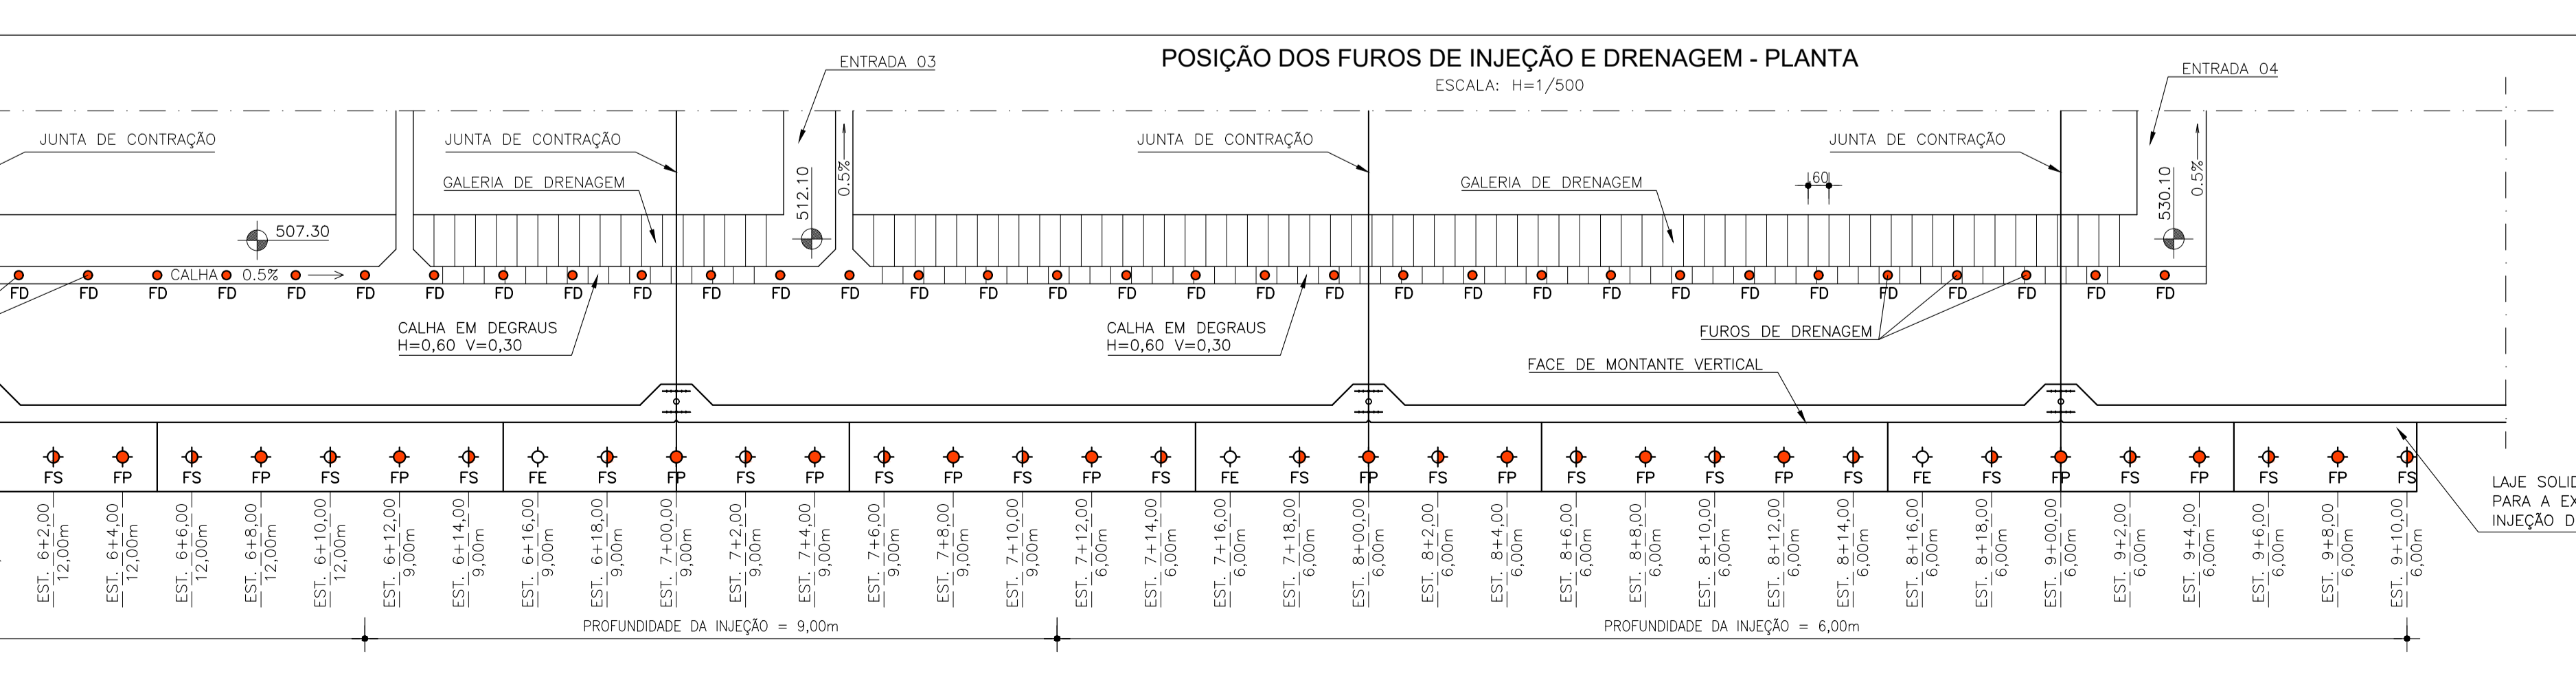 POSIÇÃO DOS FUROS DE INJEÇÃO E DRENAGEM - PLANTA
ESCALA: H=1/500
ENTRADA 03
ENTRADA 04
JUNTA DE CONTRAÇÃO
JUNTA DE CONTRAÇÃO
JUNTA DE CONTRAÇÃO
JUNTA DE CONTRAÇÃO
GALERIA DE DRENAGEM
GALERIA DE DRENAGEM
60
512.10
0.5%
530.10
0.5%
507.30
CALHA 0.5%
FD FD FD FD FD FD FD FD FD FD FD FD FD FD FD FD FD FD FD FD FD FD FD FD FD FD FD FD FD FD FD FD
CALHA EM DEGRAUS
H=0,60 V=0,30
CALHA EM DEGRAUS
H=0,60 V=0,30
FUROS DE DRENAGEM
FACE DE MONTANTE VERTICAL
FS FP FS FP FS FP FS FE FS FP FS FP FS FP FS FP FS FE FS FP FS FP FS FP FS FP FS FE FS FP FS FP FS FP FS
LAJE SOLID
PARA A EX
INJEÇÃO D
EST. 6+2,00
12,00m
EST. 6+4,00
12,00m
EST. 6+6,00
12,00m
EST. 6+8,00
12,00m
EST. 6+10,00
12,00m
EST. 6+12,00
9,00m
EST. 6+14,00
9,00m
EST. 6+16,00
9,00m
EST. 6+18,00
9,00m
EST. 7+00,00
9,00m
EST. 7+2,00
9,00m
EST. 7+4,00
9,00m
EST. 7+6,00
9,00m
EST. 7+8,00
9,00m
EST. 7+10,00
9,00m
EST. 7+12,00
6,00m
EST. 7+14,00
6,00m
EST. 7+16,00
6,00m
EST. 7+18,00
6,00m
EST. 8+00,00
6,00m
EST. 8+2,00
6,00m
EST. 8+4,00
6,00m
EST. 8+6,00
6,00m
EST. 8+8,00
6,00m
EST. 8+10,00
6,00m
EST. 8+12,00
6,00m
EST. 8+14,00
6,00m
EST. 8+16,00
6,00m
EST. 8+18,00
6,00m
EST. 9+00,00
6,00m
EST. 9+2,00
6,00m
EST. 9+4,00
6,00m
EST. 9+6,00
6,00m
EST. 9+8,00
6,00m
EST. 9+10,00
6,00m
PROFUNDIDADE DA INJEÇÃO = 9,00m
PROFUNDIDADE DA INJEÇÃO = 6,00m